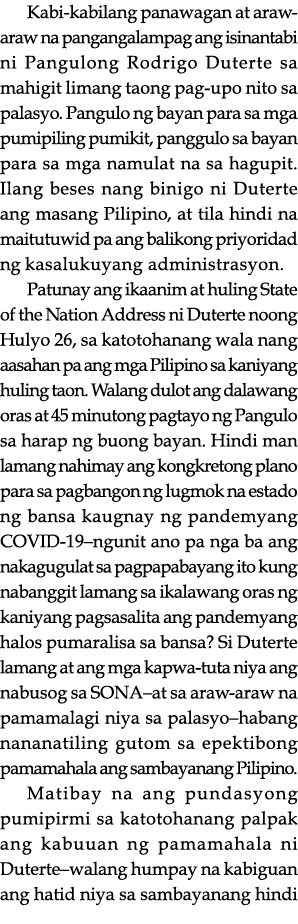 Kabi-kabilang panawagan at araw-
araw na pangangalampag ang isinantabi
ni Pangulong Rodrigo Duterte sa
mahigit limang taong pag-upo nito sa
palasyo. Pangulo ng bayan para sa mga
pumipiling pumikit, panggulo sa bayan
para sa mga namulat na sa hagupit.
Ilang beses nang binigo ni Duterte
ang masang Pilipino, at tila hindi na
maitutuwid pa ang balikong priyoridad
ng kasalukuyang administrasyon.
Patunay ang ikaanim at huling State
of the Nation Address ni Duterte noong
Hulyo 26, sa katotohanang wala nang
aasahan pa ang mga Pilipino sa kaniyang
huling taon. Walang dulot ang dalawang
oras at 45 minutong pagtayo ng Pangulo
sa harap ng buong bayan. Hindi man
lamang nahimay ang kongkretong plano
para sa pagbangon ng lugmok na estado
ng bansa kaugnay ng pandemyang
COVID-19–ngunit ano pa nga ba ang
nakagugulat sa pagpapabayang ito kung
nabanggit lamang sa ikalawang oras ng
kaniyang pagsasalita ang pandemyang
halos pumaralisa sa bansa? Si Duterte
lamang at ang mga kapwa-tuta niya ang
nabusog sa SONA–at sa araw-araw na
pamamalagi niya sa palasyo–habang
nananatiling gutom sa epektibong
pamamahala ang sambayanang Pilipino.
Matibay na ang pundasyong
pumipirmi sa katotohanang palpak
ang kabuuan ng pamamahala ni
Duterte–walang humpay na kabiguan
ang hatid niya sa sambayanang hindi